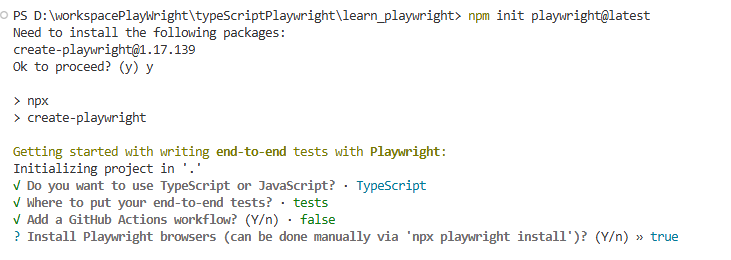 PS D:\workspacePlayWright\typeScriptPlaywright\learn_playwright> npm init playwright@latest
Need to install the following packages:
create-playwright@1.17.139
Ok to proceed? (y) y
> npx
> create-playwright
Getting started with writing end-to-end tests with Playwright:
Initializing project in '.'
√ Do you want to use TypeScript or JavaScript? · TypeScript
√ Where to put your end-to-end tests? · tests
√ Add a GitHub Actions workflow? (Y/n) · false
? Install Playwright browsers (can be done manually via 'npx playwright install')? (Y/n) » true